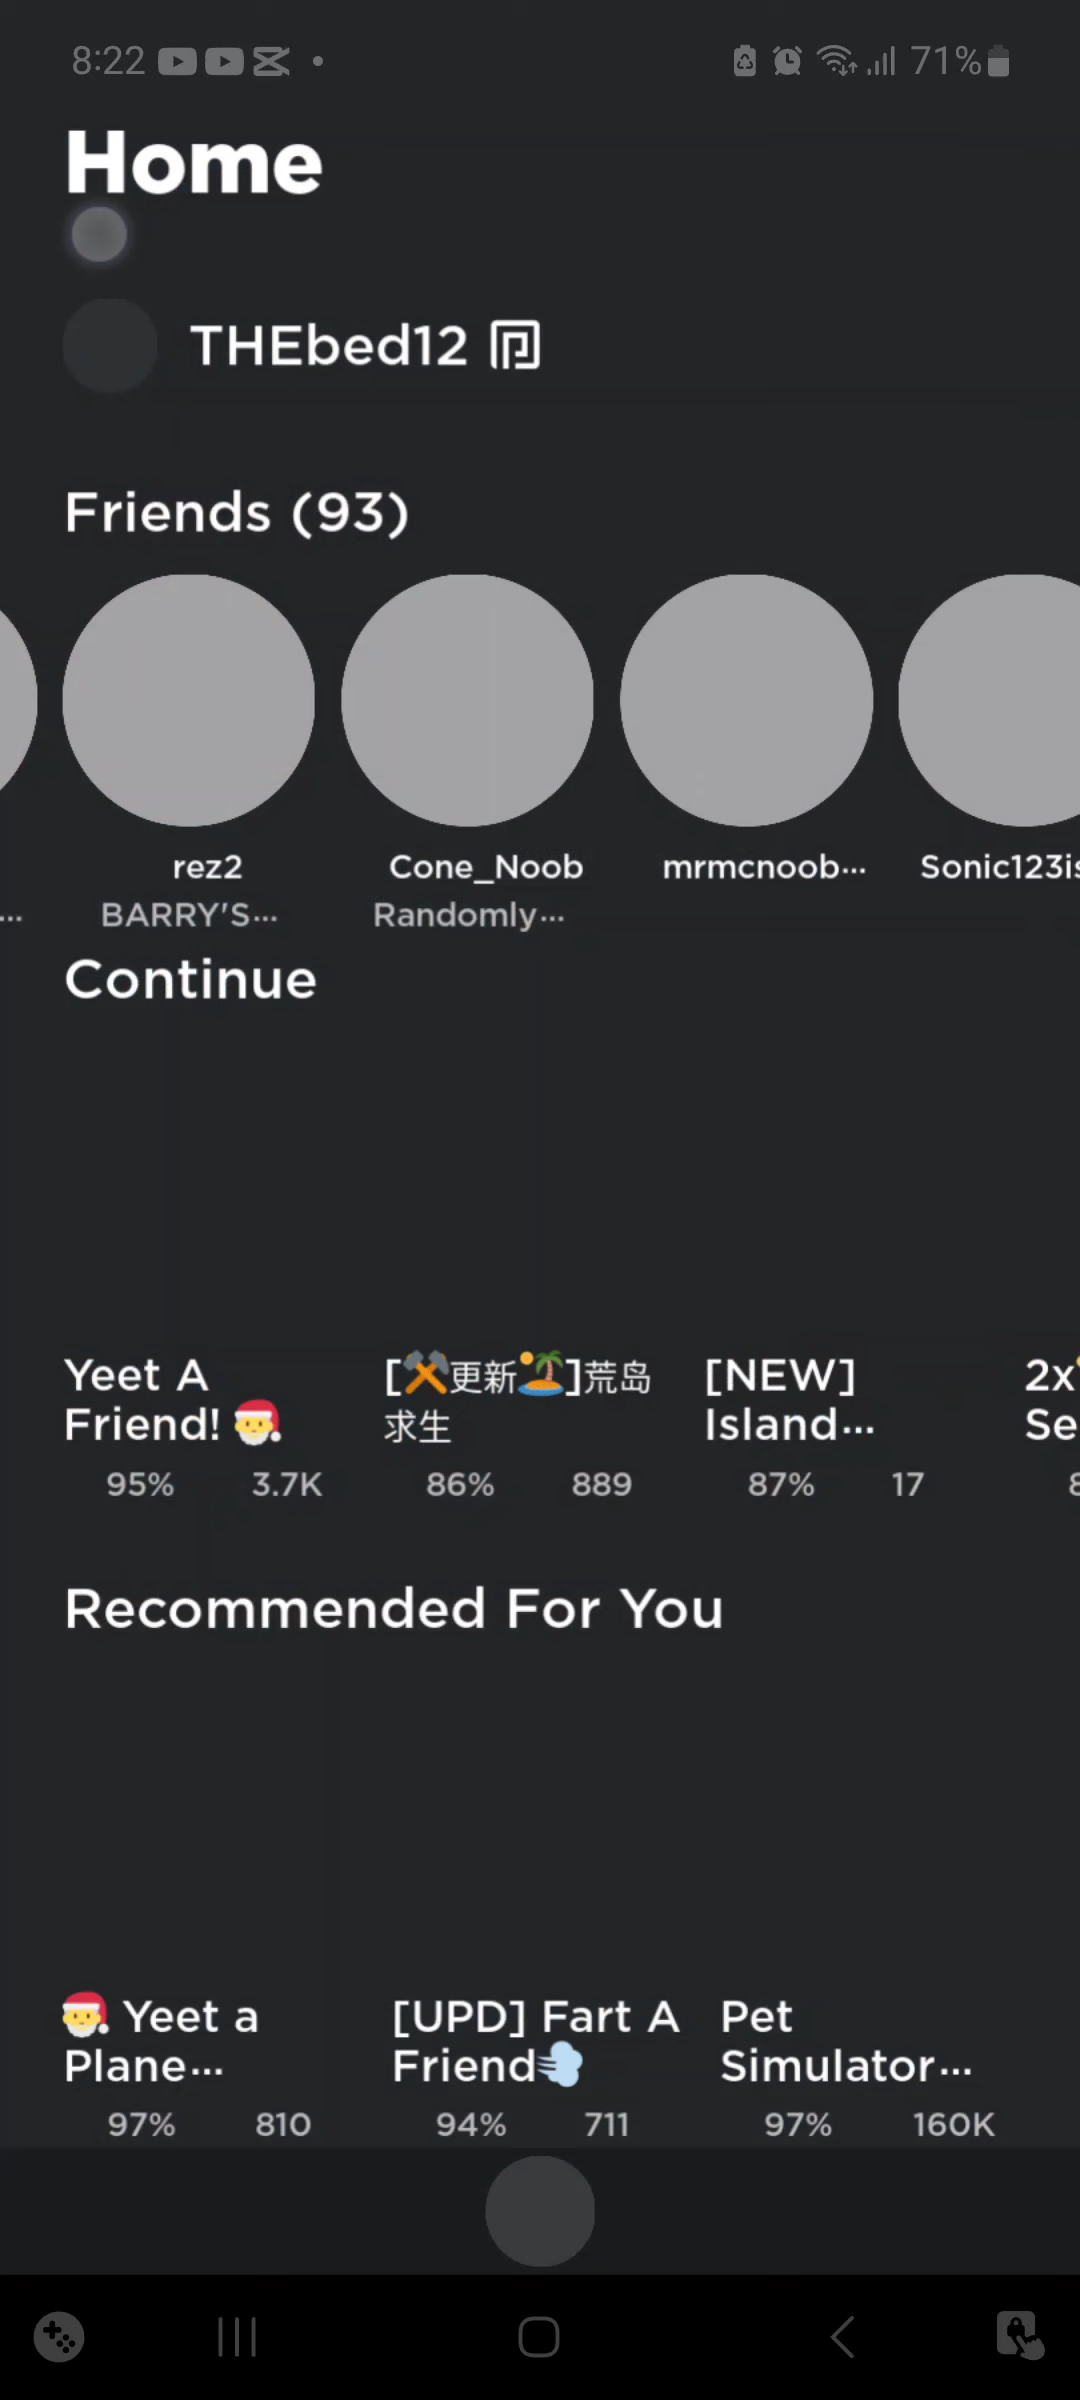 8:22
71%
Home
THEbed12
Friends (93)
rez2
Cone_Noob
mrmcnoob...
Sonic123is
...
BARRY'S...
Randomly...
Continue
Yeet A
Friend! 🎅
95% 3.7K
[⚒️更新🏝️]荒岛
求生
86% 889
[NEW]
Island...
87% 17
2x
Se
8
Recommended For You
🎅 Yeet a
Plane...
97% 810
[UPD] Fart A
Friend💨
94% 711
Pet
Simulator...
97% 160K